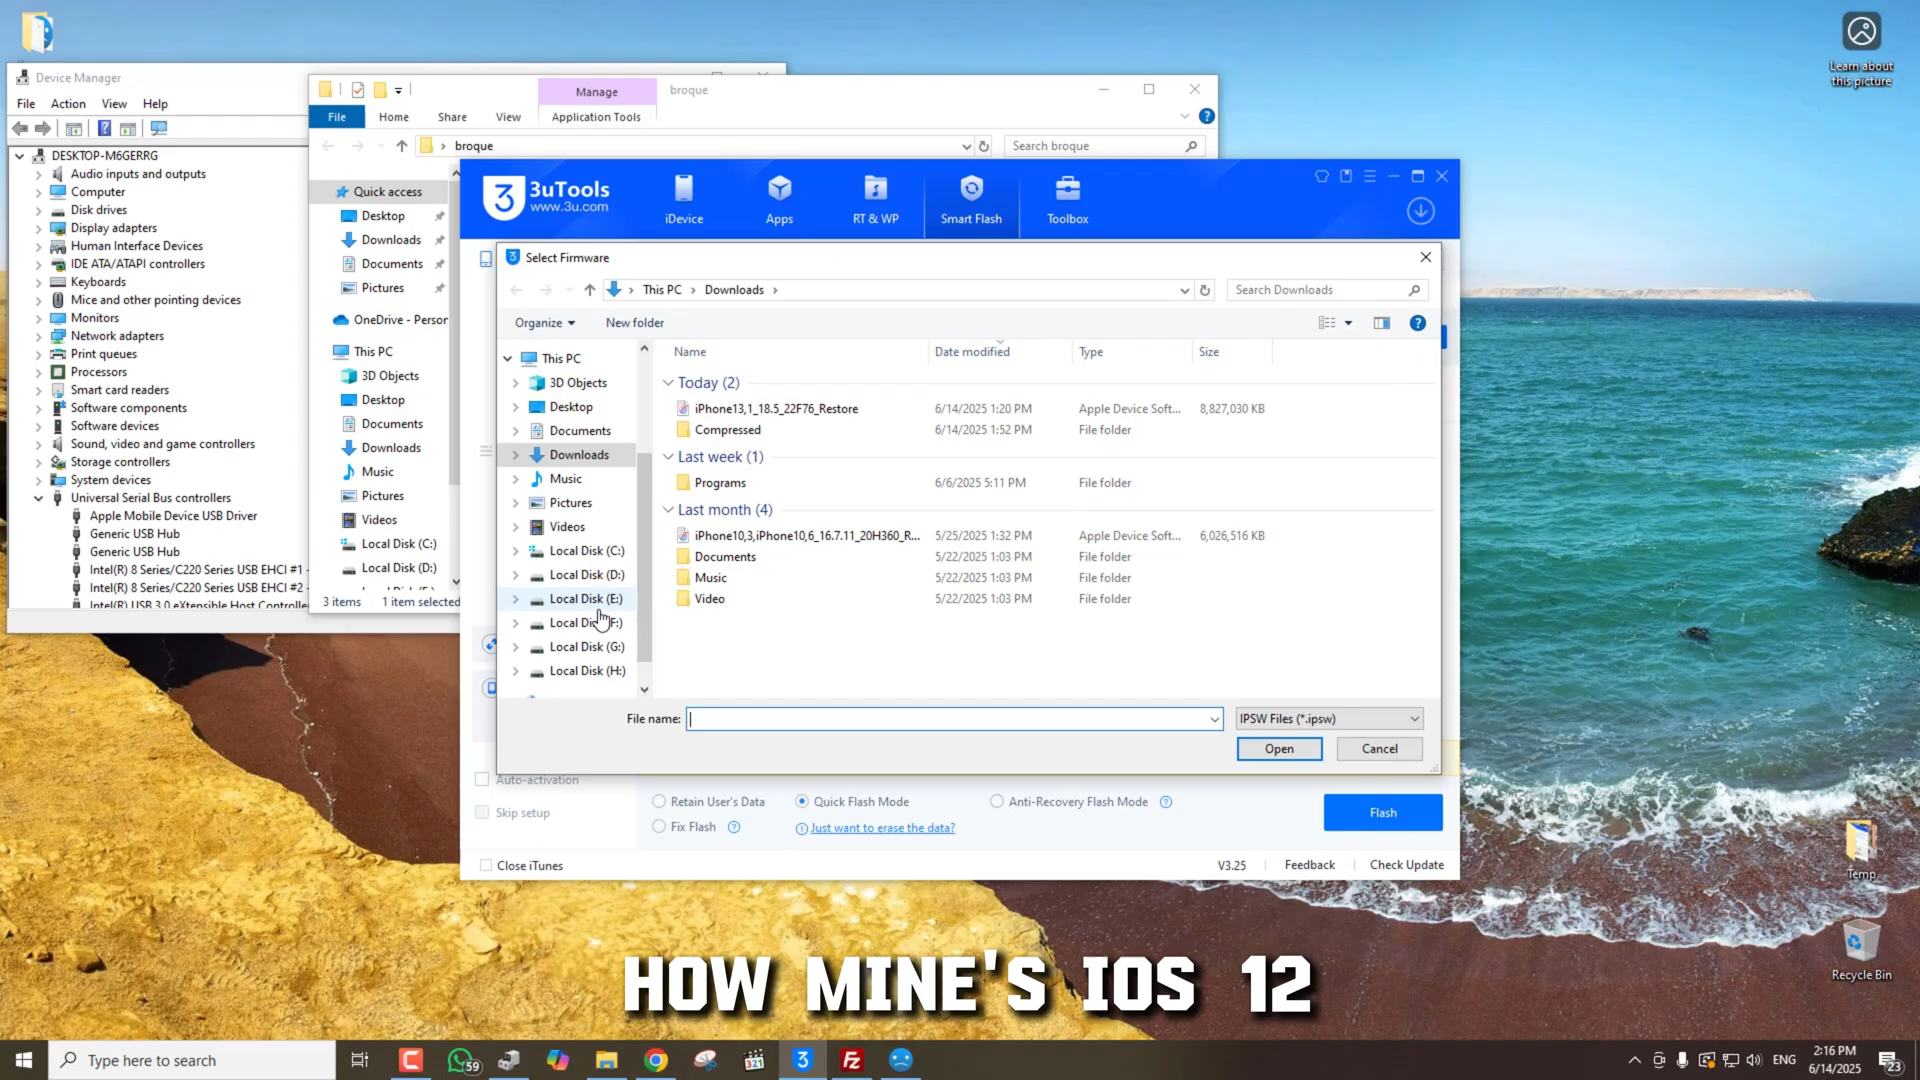 Learn about
this picture
Device Manager
File Action View Help
DESKTOP-M6GERRG
Audio inputs and outputs
Computer
Disk drives
Display adapters
Human Interface Devices
IDE ATA/ATAPI controllers
Keyboards
Mice and other pointing devices
Monitors
Network adapters
Print queues
Processors
Smart card readers
Software components
Software devices
Sound, video and game controllers
Storage controllers
System devices
Universal Serial Bus controllers
Apple Mobile Device USB Driver
Generic USB Hub
Generic USB Hub
Intel(R) 8 Series/C220 Series USB EHCI #1 -
Intel(R) 8 Series/C220 Series USB EHCI #2 -
Intel(R) USB 3.0 eXtensible Host Controlle
Manage broque
File Home Share View Application Tools
broque
Search broque
Quick access
Desktop
Downloads
Documents
Pictures
OneDrive - Person
This PC
3D Objects
Desktop
Documents
Downloads
Music
Pictures
Videos
Local Disk (C:)
Local Disk (D:)
3 items 1 item selected
3uTools
www.3u.com
iDevice
Apps
RT & WP
Smart Flash
Toolbox
Select Firmware
This PC Downloads
Search Downloads
Organize New folder
This PC
3D Objects
Desktop
Documents
Downloads
Music
Pictures
Videos
Local Disk (C:)
Local Disk (D:)
Local Disk (E:)
Local Di F:)
Local Disk (G:)
Local Disk (H:)
Name Date modified Type Size
Today (2)
iPhone13,1_18.5_22F76_Restore 6/14/2025 1:20 PM Apple Device Soft... 8,827,030 KB
Compressed 6/14/2025 1:52 PM File folder
Last week (1)
Programs 6/6/2025 5:11 PM File folder
Last month (4)
iPhone10,3,iPhone10,6_16.7.11_20H360_R... 5/25/2025 1:32 PM Apple Device Soft... 6,026,516 KB
Documents 5/22/2025 1:03 PM File folder
Music 5/22/2025 1:03 PM File folder
Video 5/22/2025 1:03 PM File folder
File name: IPSW Files (*.ipsw)
Open Cancel
Auto-activation
Skip setup
Retain User's Data Quick Flash Mode Anti-Recovery Flash Mode
Fix Flash Just want to erase the data?
Flash
Close iTunes
V3.25 Feedback Check Update
Temp
Recycle Bin
HOW MINE'S IOS 12
Type here to search
59
321
ENG
2:16 PM
6/14/2025
23